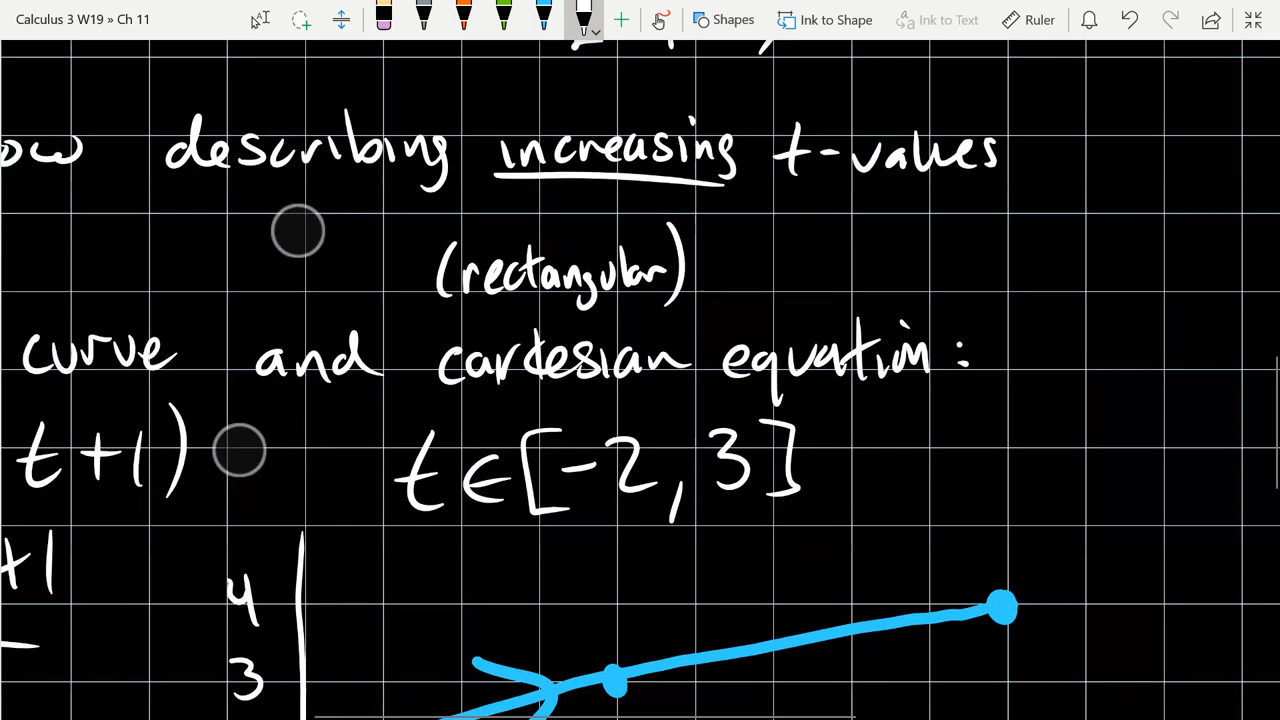 Calculus 3 W19 » Ch 11
Shapes
Ink to Shape
Ink to Text
Ruler
describing increasing t-values
(rectangular)
curve and cartesian equation:
t+1) t∈[-2, 3]
+1
4
3